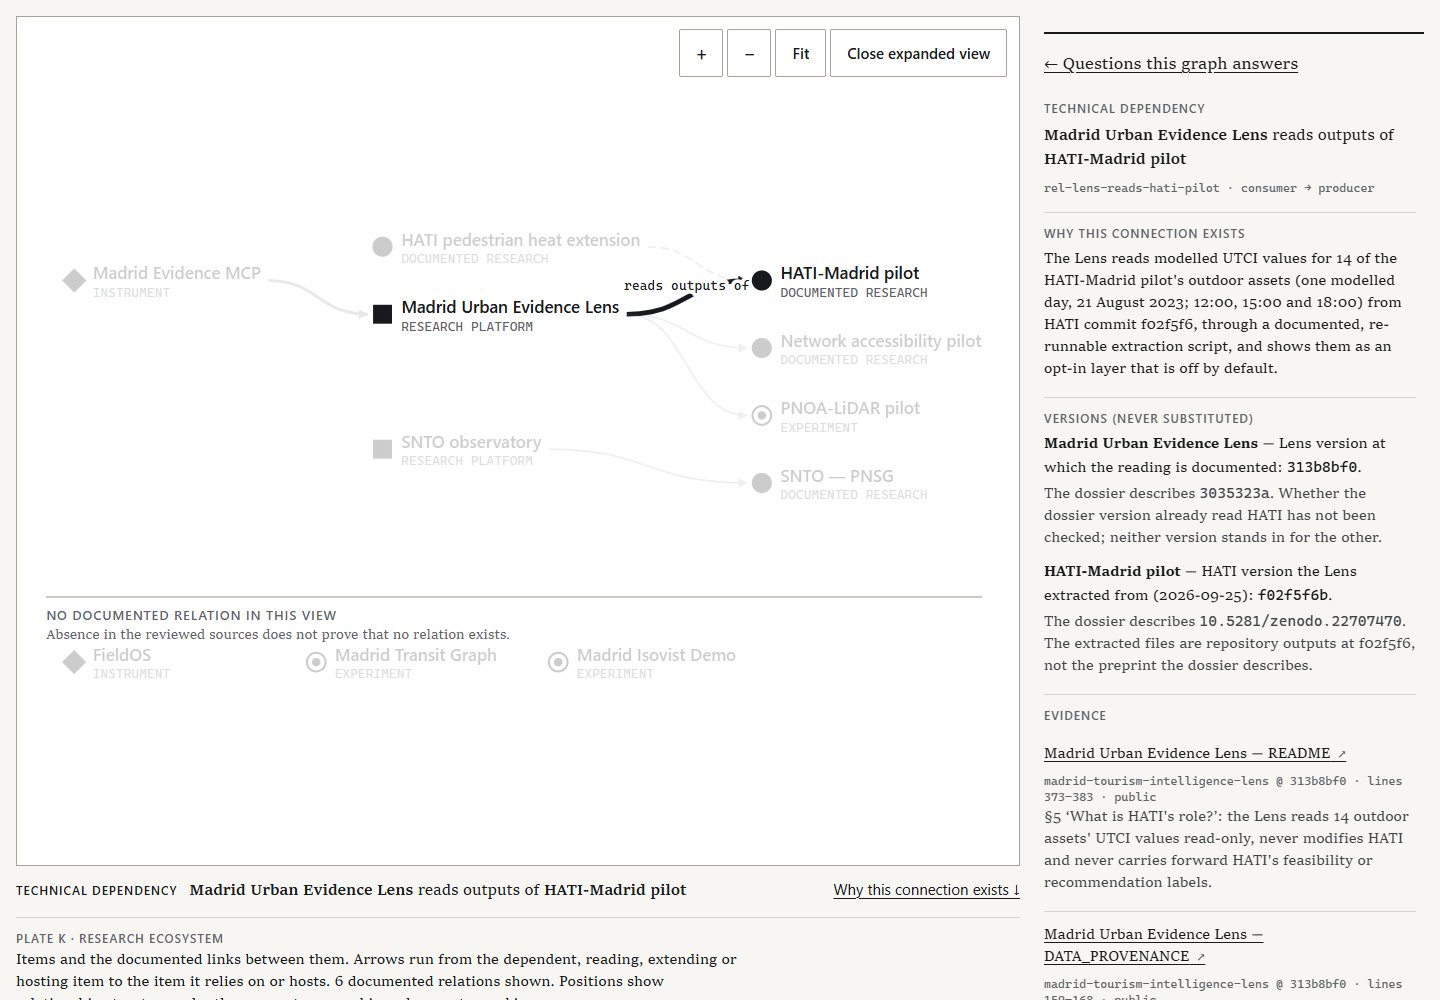 +
−
Fit
Close expanded view
HATI pedestrian heat extension
DOCUMENTED RESEARCH
Madrid Evidence MCP
INSTRUMENT
HATI-Madrid pilot
DOCUMENTED RESEARCH
reads outputs of
Madrid Urban Evidence Lens
RESEARCH PLATFORM
Network accessibility pilot
DOCUMENTED RESEARCH
PNOA-LiDAR pilot
EXPERIMENT
SNTO observatory
RESEARCH PLATFORM
SNTO — PNSG
DOCUMENTED RESEARCH
NO DOCUMENTED RELATION IN THIS VIEW
Absence in the reviewed sources does not prove that no relation exists.
FieldOS
INSTRUMENT
Madrid Transit Graph
EXPERIMENT
Madrid Isovist Demo
EXPERIMENT
TECHNICAL DEPENDENCY Madrid Urban Evidence Lens reads outputs of HATI-Madrid pilot
Why this connection exists ↓
PLATE K · RESEARCH ECOSYSTEM
Items and the documented links between them. Arrows run from the dependent, reading, extending or
hosting item to the item it relies on or hosts. 6 documented relations shown. Positions show
← Questions this graph answers
TECHNICAL DEPENDENCY
Madrid Urban Evidence Lens reads outputs of
HATI-Madrid pilot
rel-lens-reads-hati-pilot · consumer → producer
WHY THIS CONNECTION EXISTS
The Lens reads modelled UTCI values for 14 of the
HATI-Madrid pilot's outdoor assets (one modelled
day, 21 August 2023; 12:00, 15:00 and 18:00) from
HATI commit f02f5f6, through a documented, re-
runnable extraction script, and shows them as an
opt-in layer that is off by default.
VERSIONS (NEVER SUBSTITUTED)
Madrid Urban Evidence Lens — Lens version at
which the reading is documented: 313b8bf0.
The dossier describes 3035323a. Whether the
dossier version already read HATI has not been
checked; neither version stands in for the other.
HATI-Madrid pilot — HATI version the Lens
extracted from (2026-09-25): f02f5f6b.
The dossier describes 10.5281/zenodo.22707470.
The extracted files are repository outputs at f02f5f6,
not the preprint the dossier describes.
EVIDENCE
Madrid Urban Evidence Lens — README ↗
madrid-tourism-intelligence-lens @ 313b8bf0 · lines
373–383 · public
§5 ‘What is HATI's role?’: the Lens reads 14 outdoor
assets' UTCI values read-only, never modifies HATI
and never carries forward HATI's feasibility or
recommendation labels.
Madrid Urban Evidence Lens —
DATA_PROVENANCE ↗
madrid-tourism-intelligence-lens @ 313b8bf0 · lines